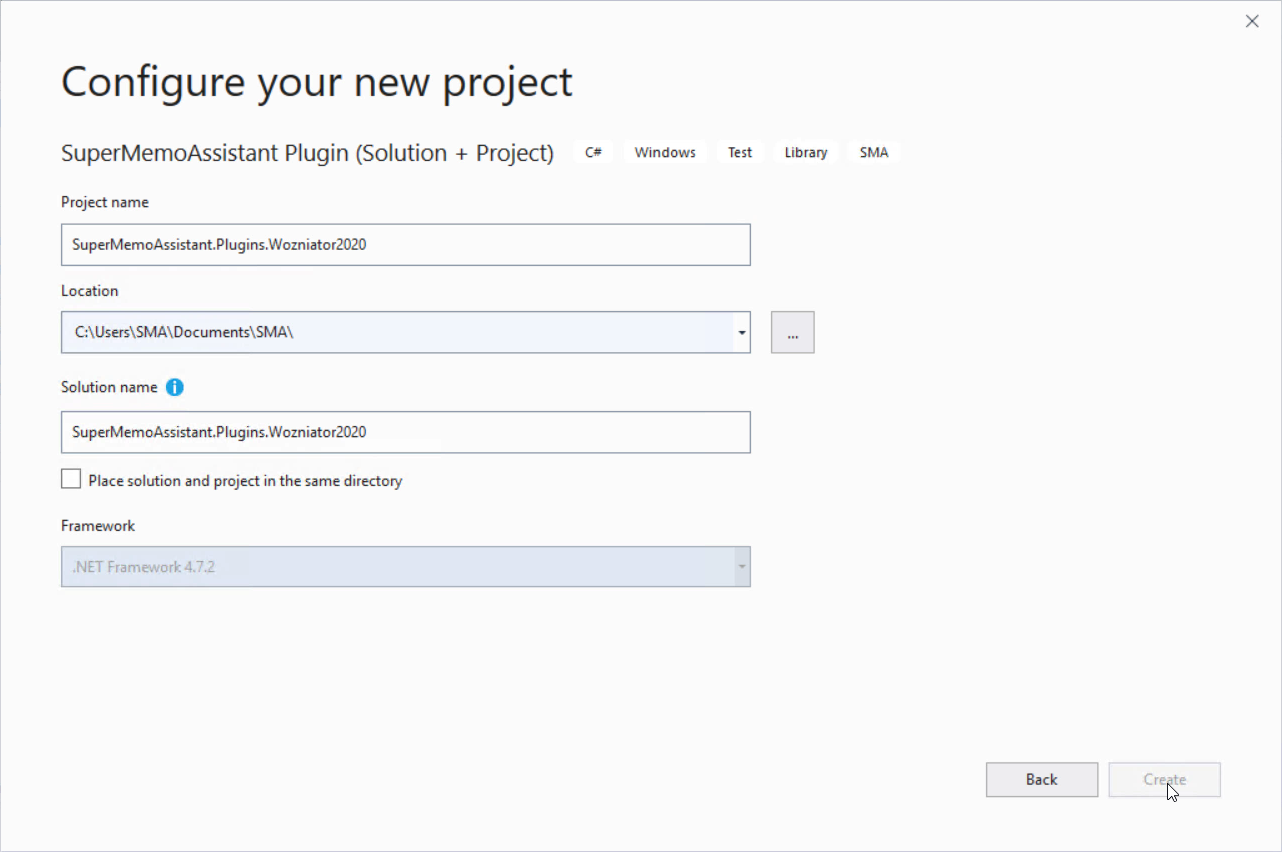 Configure your new project
SuperMemoAssistant Plugin (Solution + Project) C# Windows Test Library SMA
Project name
SuperMemoAssistant.Plugins.Wozniator2020
Location
C:\Users\SMA\Documents\SMA\
...
Solution name
SuperMemoAssistant.Plugins.Wozniator2020
Place solution and project in the same directory
Framework
.NET Framework 4.7.2
Back Create